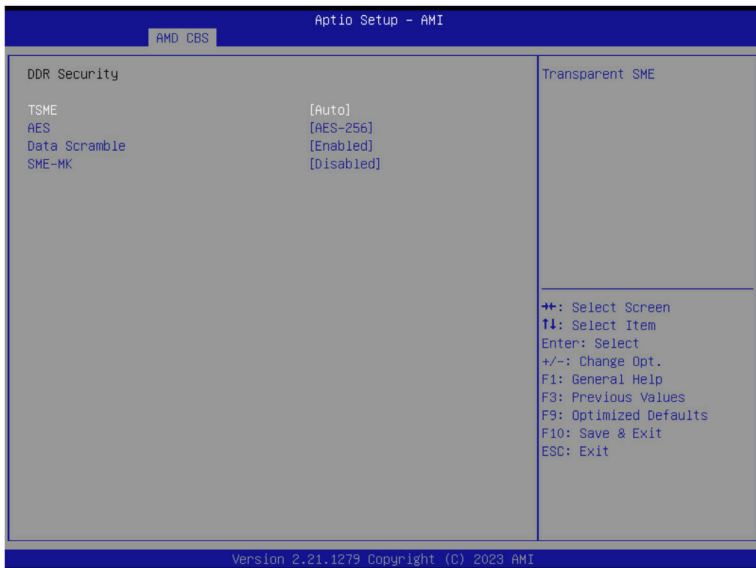 Aptio Setup - AMI
AMD CBS
DDR Security
TSME [Auto]
AES [AES-256]
Data Scramble [Enabled]
SME-MK [Disabled]
Transparent SME
→←: Select Screen
↑↓: Select Item
Enter: Select
+/-: Change Opt.
F1: General Help
F3: Previous Values
F9: Optimized Defaults
F10: Save & Exit
ESC: Exit
Version 2.21.1279 Copyright (C) 2023 AMI